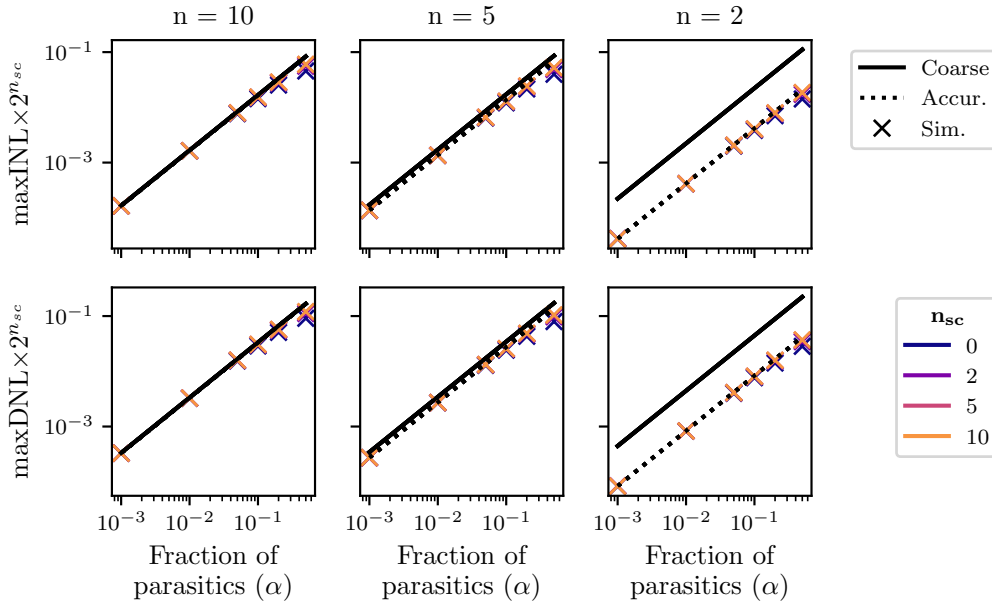 n = 10
n = 5
n = 2
maxINL×2^{n_{sc}}
10^{-1}
10^{-3}
Coarse
Accur.
Sim.
maxDNL×2^{n_{sc}}
10^{-1}
10^{-3}
n_{sc}
0
2
5
10
10^{-3} 10^{-2} 10^{-1}
10^{-3} 10^{-2} 10^{-1}
10^{-3} 10^{-2} 10^{-1}
Fraction of
parasitics (α)
Fraction of
parasitics (α)
Fraction of
parasitics (α)